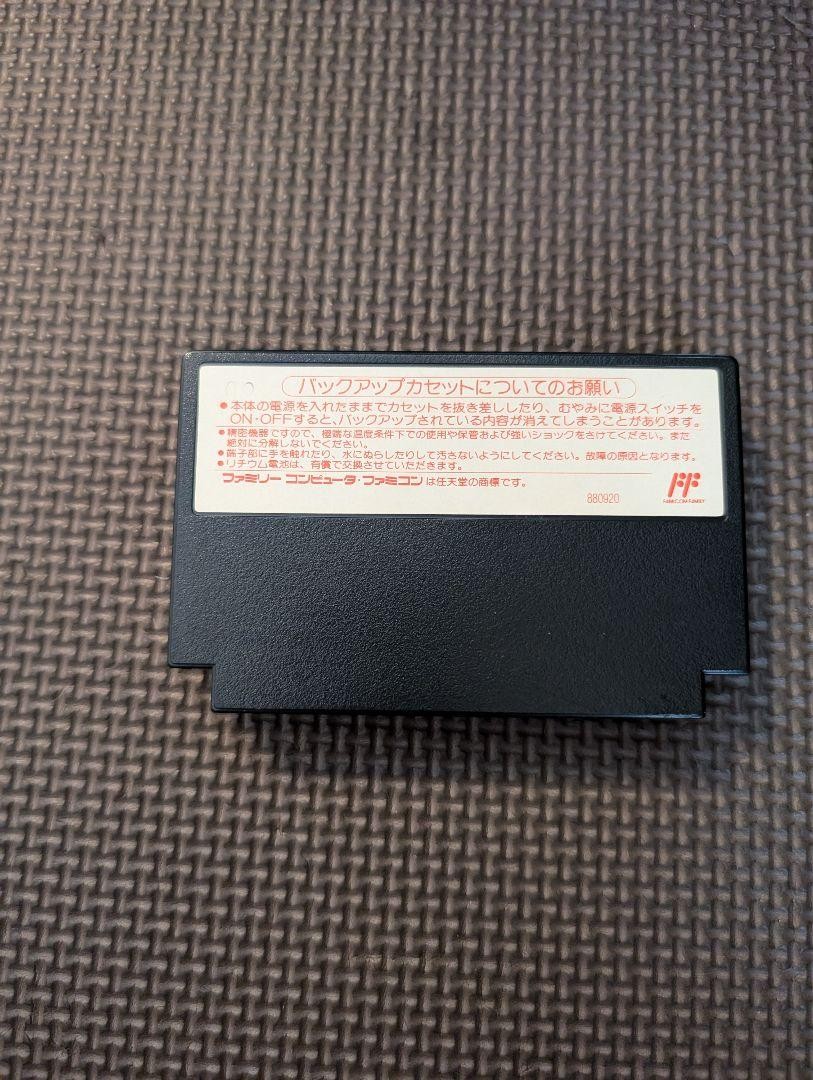 バックアップカセットについてのお願い
●本体の電源を入れたままでカセットを抜き差ししたり、むやみに電源スイッチを
ON・OFFすると、バックアップされている内容が消えてしまうことがあります。
●精密機器ですので、極端な温度条件下での使用や保管および強いショックをさけてください。また
絶対に分解しないでください。
●端子部に手を触れたり、水にぬらしたりして汚さないようにしてください。故障の原因となります。
●リチウム電池は、有償で交換させていただきます。
ファミリー コンピュータ・ファミコンは任天堂の商標です。
880920
FF
FAMICOM FAMILY